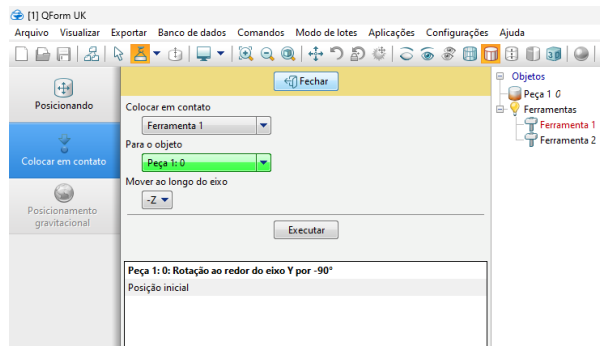 [1] QForm UK
Arquivo Visualizar Exportar Banco de dados Comandos Modo de lotes Aplicações Configurações Ajuda
Fechar
Posicionando
Colocar em contato
Posicionamento
gravitacional
Colocar em contato
Ferramenta 1
Para o objeto
Peça 1: 0
Mover ao longo do eixo
-Z
Executar
Peça 1: 0: Rotação ao redor do eixo Y por -90°
Posição inicial
Objetos
Peça 1 0
Ferramentas
Ferramenta 1
Ferramenta 2